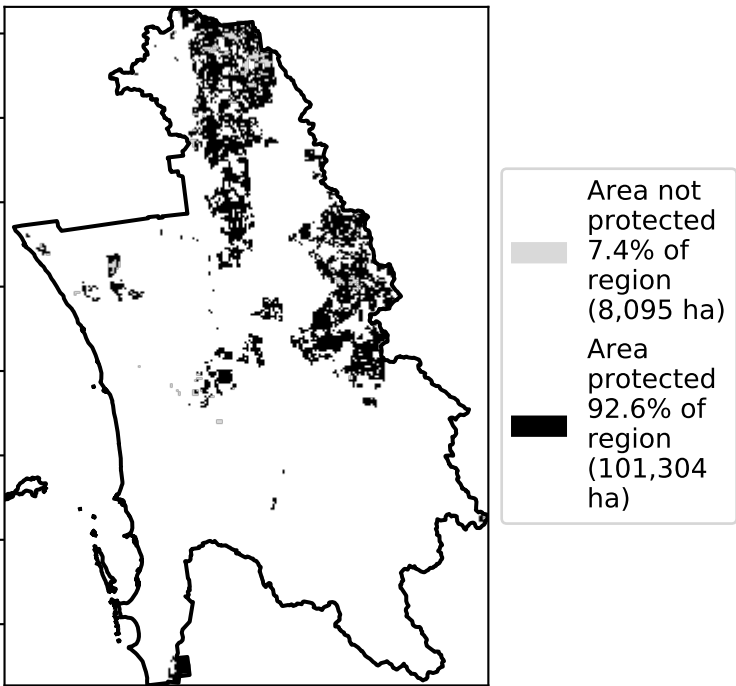 Area not
protected
7.4% of
region
(8,095 ha)
Area
protected
92.6% of
region
(101,304
ha)